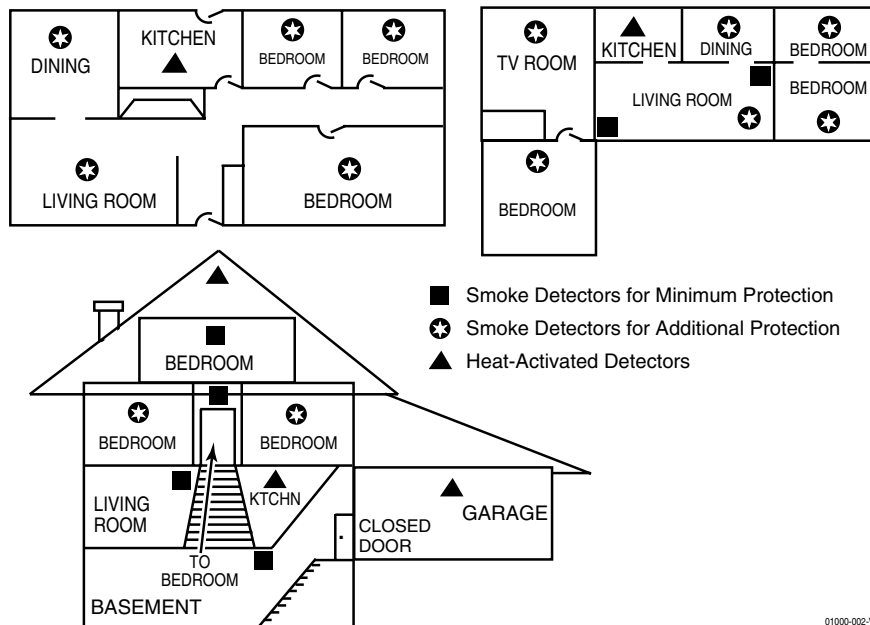 DINING
KITCHEN
BEDROOM
BEDROOM
LIVING ROOM
BEDROOM
TV ROOM
KITCHEN
DINING
BEDROOM
LIVING ROOM
BEDROOM
BEDROOM
Smoke Detectors for Minimum Protection
Smoke Detectors for Additional Protection
Heat-Activated Detectors
BEDROOM
BEDROOM
BEDROOM
LIVING
ROOM
KTCHN
CLOSED
DOOR
GARAGE
TO
BEDROOM
BASEMENT